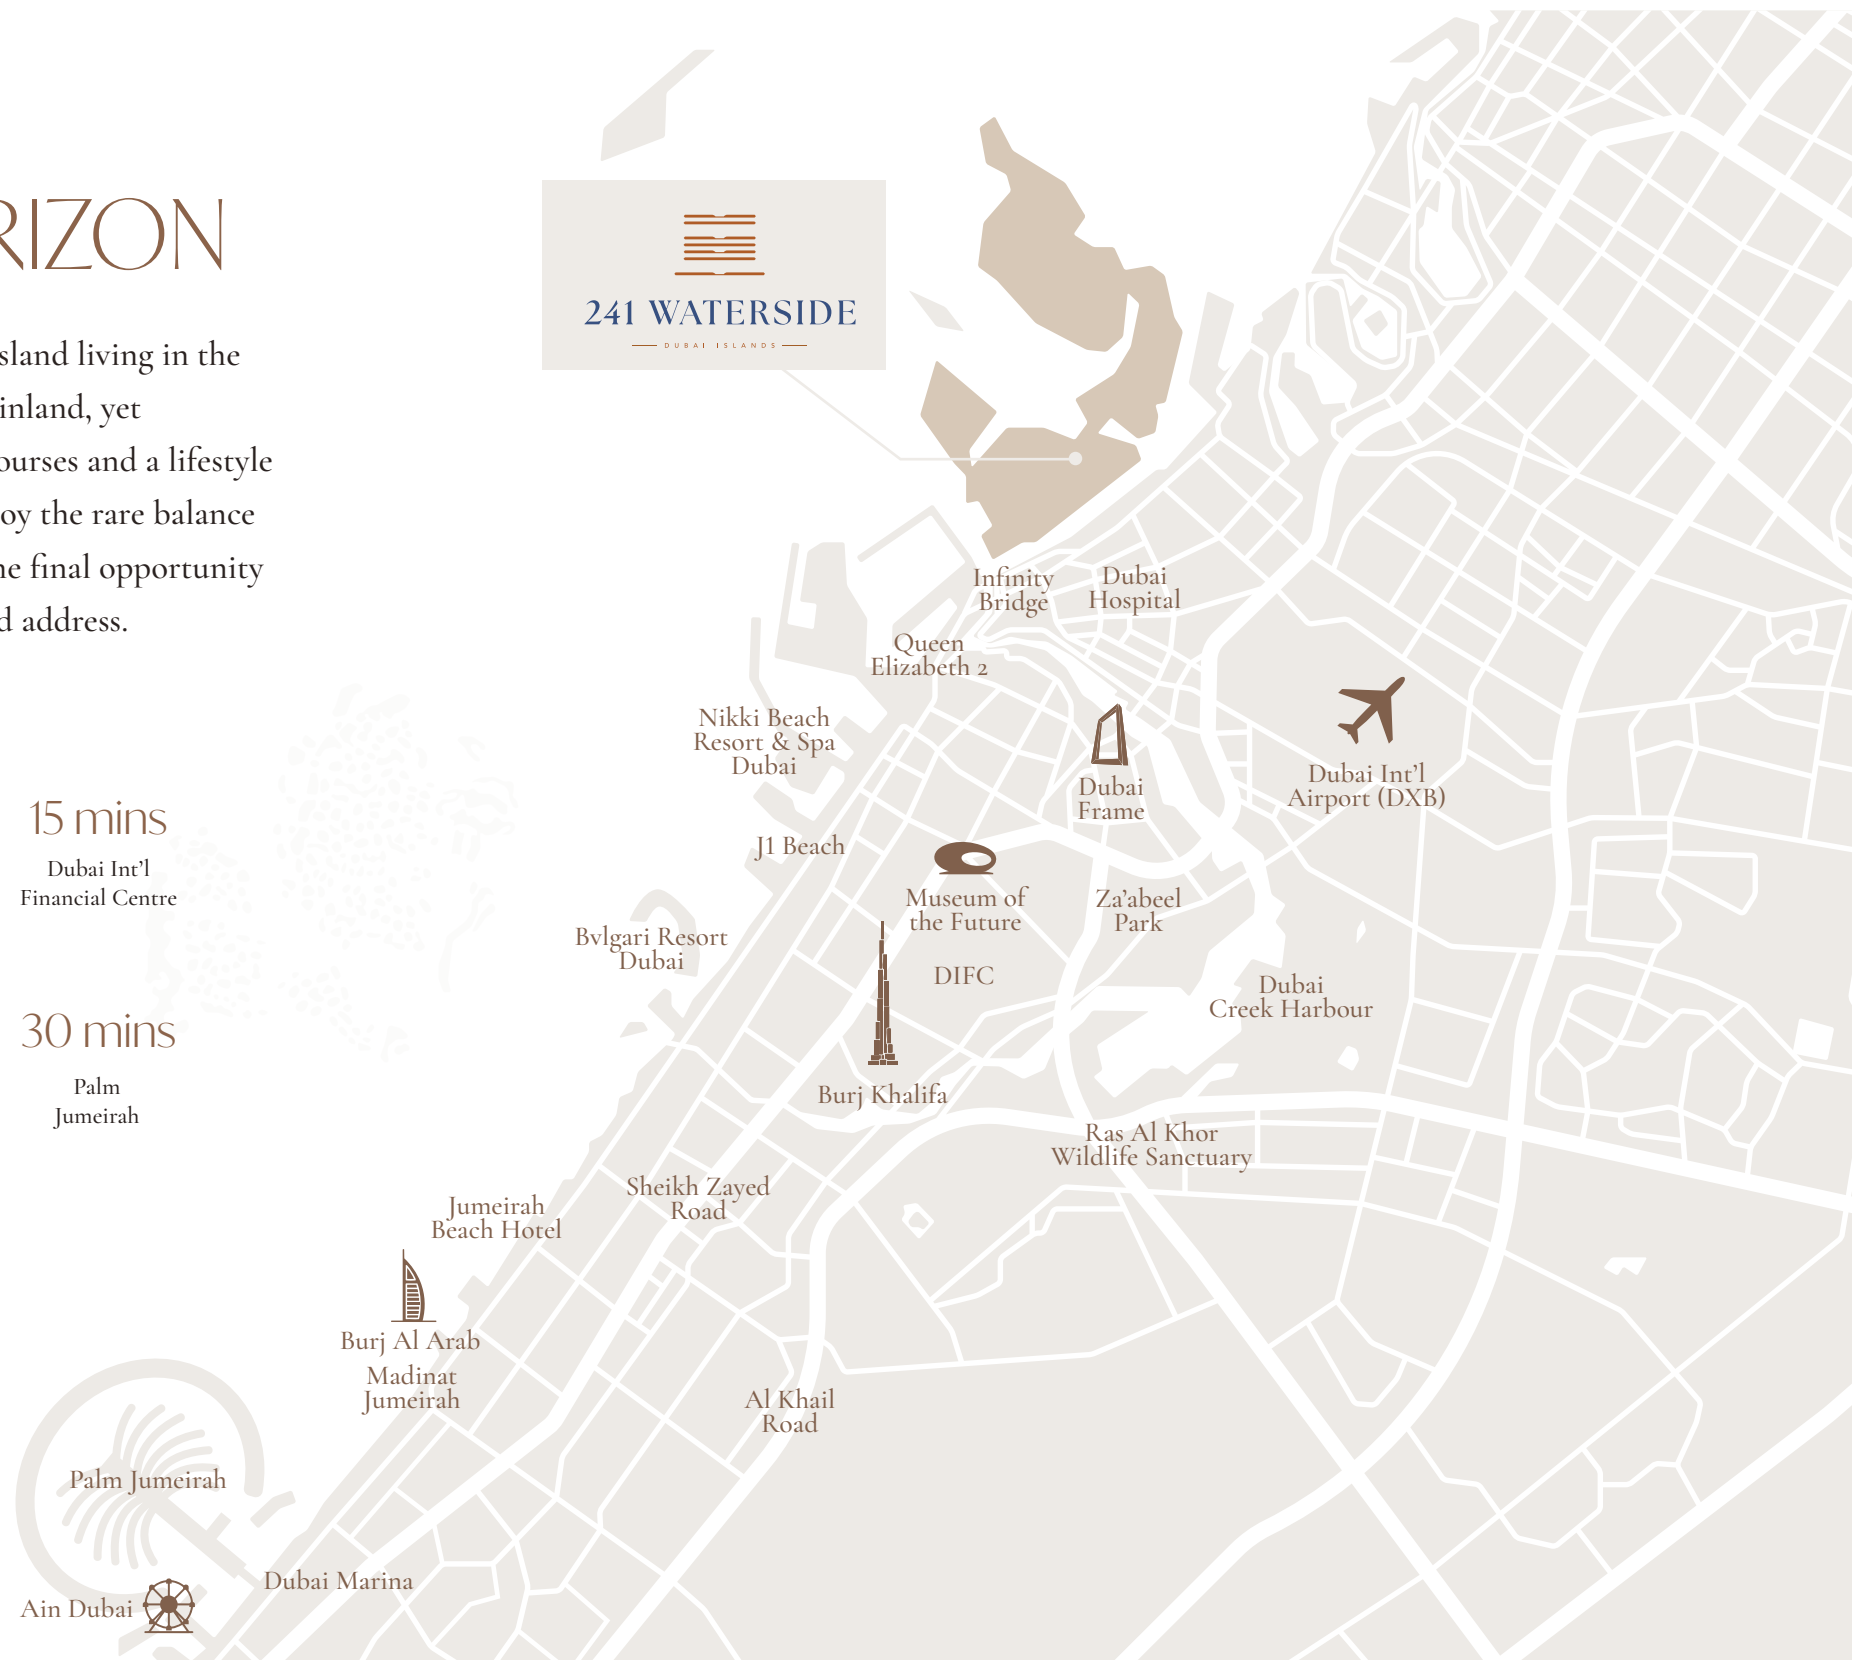 RIZON
sland living in the
inland, yet
ourses and a lifestyle
oy the rare balance
ne final opportunity
d address.
15 mins
Dubai Int’l
Financial Centre
30 mins
Palm
Jumeirah
241 WATERSIDE
DUBAI ISLANDS
Infinity
Bridge
Dubai
Hospital
Queen
Elizabeth 2
Nikki Beach
Resort & Spa
Dubai
Dubai
Frame
Dubai Int’l
Airport (DXB)
J1 Beach
Museum of
the Future
Za’abeel
Park
Bvlgari Resort
Dubai
DIFC
Dubai
Creek Harbour
Burj Khalifa
Ras Al Khor
Wildlife Sanctuary
Sheikh Zayed
Road
Jumeirah
Beach Hotel
Burj Al Arab
Madinat
Jumeirah
Al Khail
Road
Palm Jumeirah
Dubai Marina
Ain Dubai